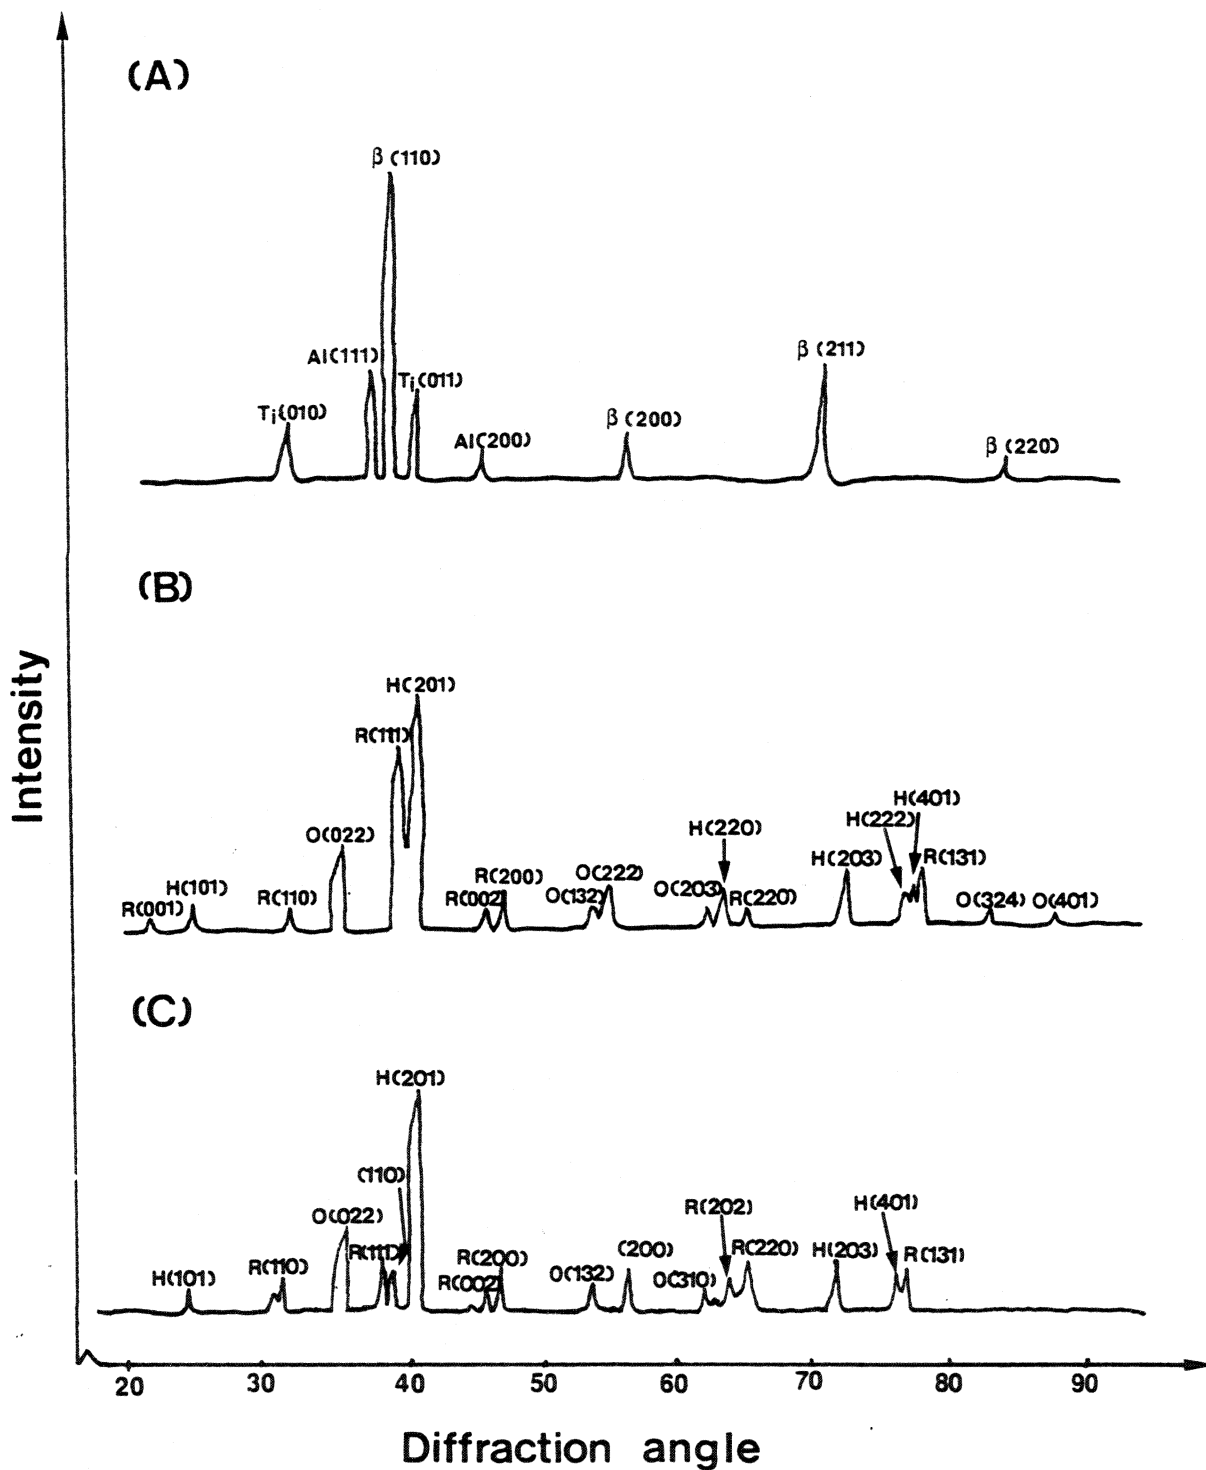 (A)
β (110)
Al(111)
Ti(011)
Ti(010)
Al(200)
β (200)
β (211)
β (220)
(B)
H(201)
R(111)
O(022)
R(001)
H(101)
R(110)
R(002)
R(200)
O(132)
O(222)
O(203)
H(220)
R(220)
H(203)
H(222)
H(401)
R(131)
O(324)
O(401)
(C)
H(201)
(110)
O(022)
R(111)
H(101)
R(110)
R(002)
R(200)
O(132)
(200)
O(310)
R(202)
R(220)
H(203)
H(401)
R(131)
Intensity
20 30 40 50 60 70 80 90
Diffraction angle